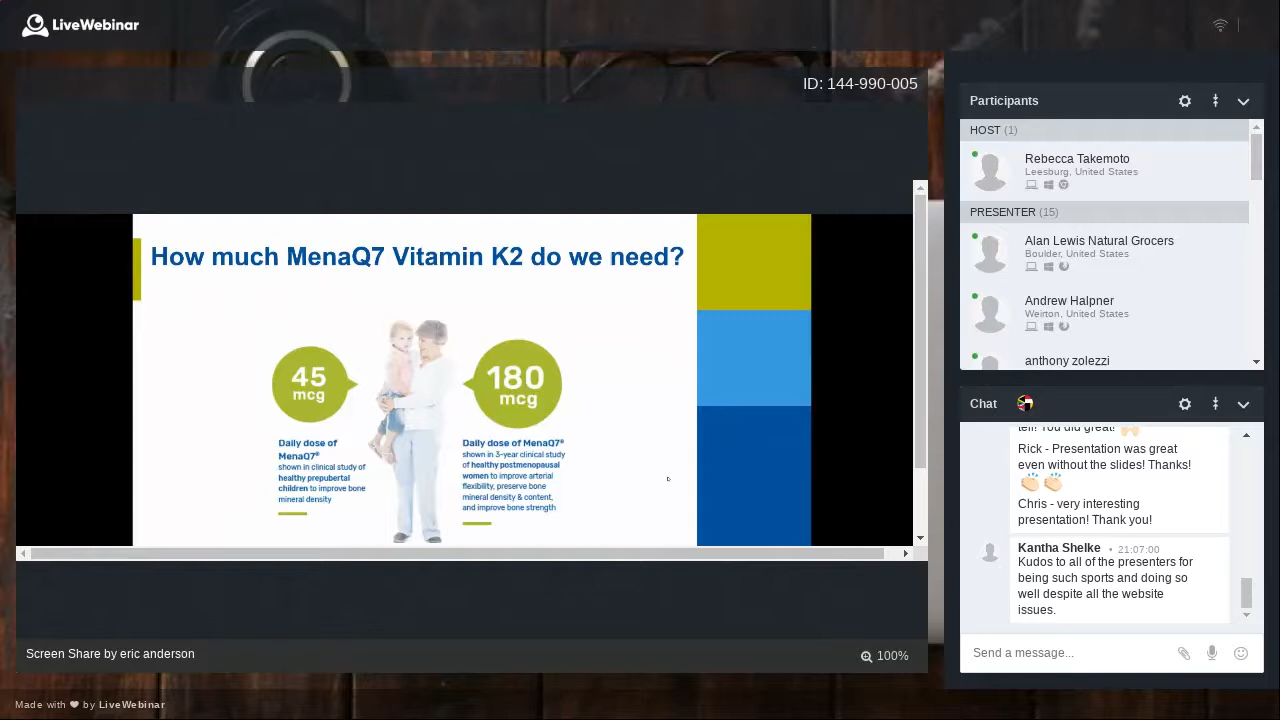 LiveWebinar
ID: 144-990-005
How much MenaQ7 Vitamin K2 do we need?
45
mcg
180
mcg
Daily dose of
MenaQ7®
shown in clinical study of
healthy prepubertal
children to improve bone
mineral density
Daily dose of MenaQ7®
shown in 3-year clinical study
of healthy postmenopausal
women to improve arterial
flexibility, preserve bone
mineral density & content,
and improve bone strength
Screen Share by eric anderson
100%
Made with ❤ by LiveWebinar
Participants
HOST (1)
Rebecca Takemoto
Leesburg, United States
PRESENTER (15)
Alan Lewis Natural Grocers
Boulder, United States
Andrew Halpner
Weirton, United States
anthony zolezzi
Chat
tell! You did great! 🙌🏻
Rick - Presentation was great
even without the slides! Thanks!
👏🏻 👏🏻
Chris - very interesting
presentation! Thank you!
Kantha Shelke • 21:07:00
Kudos to all of the presenters for
being such sports and doing so
well despite all the website
issues.
Send a message...